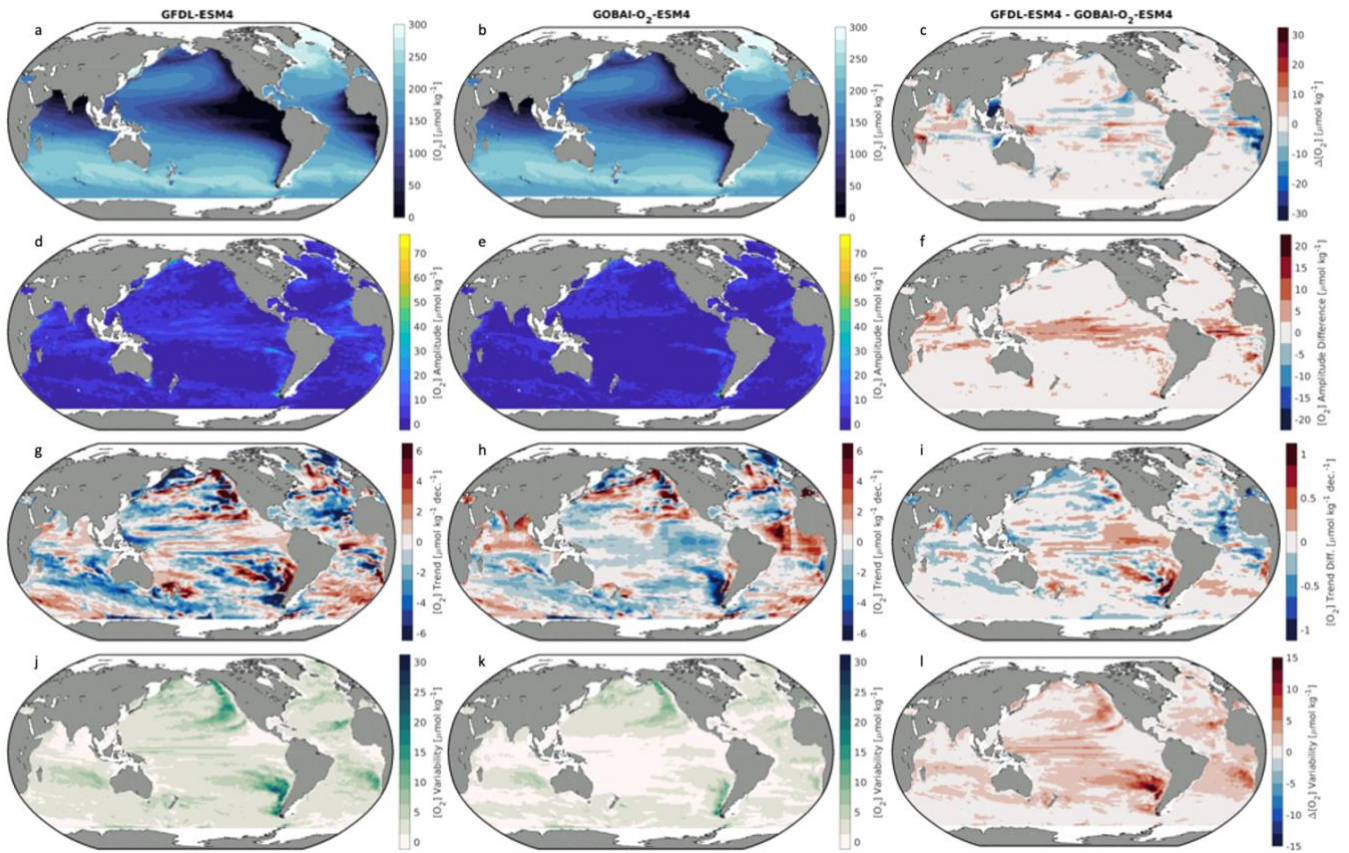 GFDL-ESM4 GOBAI-O₂-ESM4 GFDL-ESM4 - GOBAI-O₂-ESM4
a b c
300 250 200 150 100 50 0 [O₂] [μmol kg⁻¹]
300 250 200 150 100 50 0 [O₂] [μmol kg⁻¹]
30 20 10 0 -10 -20 -30 Δ[O₂] [μmol kg⁻¹]
d e f
70 60 50 40 30 20 10 0 [O₂] Amplitude [μmol kg⁻¹]
70 60 50 40 30 20 10 0 [O₂] Amplitude [μmol kg⁻¹]
20 15 10 5 0 -5 -10 -15 -20 [O₂] Amplitude Difference [μmol kg⁻¹]
g h i
6 4 2 0 -2 -4 -6 [O₂] Trend [μmol kg⁻¹ dec.⁻¹]
6 4 2 0 -2 -4 -6 [O₂] Trend [μmol kg⁻¹ dec.⁻¹]
1 0.5 0 -0.5 -1 [O₂] Trend Diff. [μmol kg⁻¹ dec.⁻¹]
j k l
30 25 20 15 10 5 0 [O₂] Variability [μmol kg⁻¹]
30 25 20 15 10 5 0 [O₂] Variability [μmol kg⁻¹]
15 10 5 0 -5 -10 -15 Δ[O₂] Variability [μmol kg⁻¹]